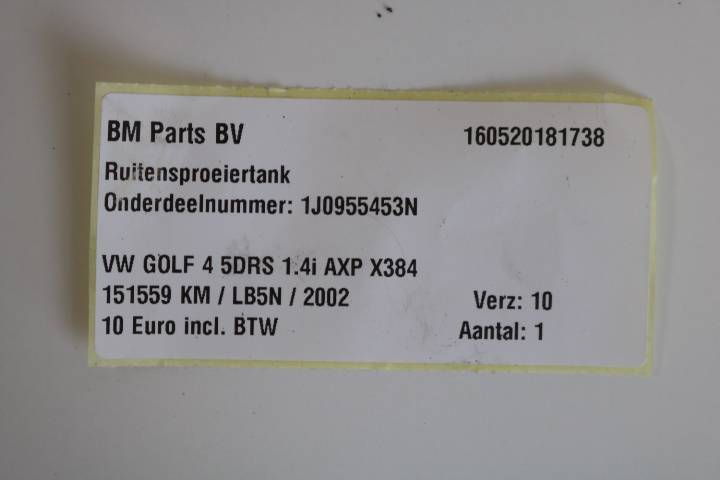 BM Parts BV 160520181738
Ruitensproeiertank
Onderdeelnummer: 1J0955453N
VW GOLF 4 5DRS 1.4i AXP X384
151559 KM / LB5N / 2002 Verz: 10
10 Euro incl. BTW Aantal: 1